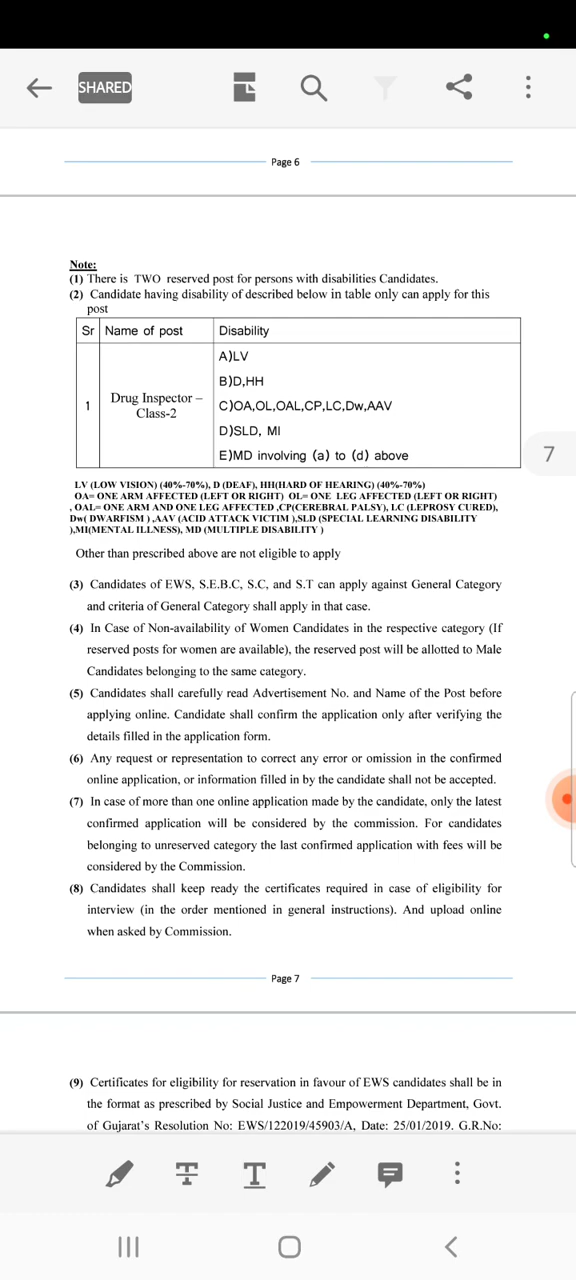 SHARED
Page 6
Note:
(1) There is TWO reserved post for persons with disabilities Candidates.
(2) Candidate having disability of described below in table only can apply for this
post
Sr Name of post Disability
A)LV
B)D,HH
1 Drug Inspector – C)OA,OL,OAL,CP,LC,Dw,AAV
Class-2
D)SLD, MI
E)MD involving (a) to (d) above
7
LV (LOW VISION) (40%-70%), D (DEAF), HH(HARD OF HEARING) (40%-70%)
OA= ONE ARM AFFECTED (LEFT OR RIGHT) OL= ONE LEG AFFECTED (LEFT OR RIGHT)
, OAL= ONE ARM AND ONE LEG AFFECTED ,CP(CEREBRAL PALSY), LC (LEPROSY CURED),
Dw( DWARFISM ) ,AAV (ACID ATTACK VICTIM ),SLD (SPECIAL LEARNING DISABILITY
),MI(MENTAL ILLNESS), MD (MULTIPLE DISABILITY )
Other than prescribed above are not eligible to apply
(3) Candidates of EWS, S.E.B.C, S.C, and S.T can apply against General Category
and criteria of General Category shall apply in that case.
(4) In Case of Non-availability of Women Candidates in the respective category (If
reserved posts for women are available), the reserved post will be allotted to Male
Candidates belonging to the same category.
(5) Candidates shall carefully read Advertisement No. and Name of the Post before
applying online. Candidate shall confirm the application only after verifying the
details filled in the application form.
(6) Any request or representation to correct any error or omission in the confirmed
online application, or information filled in by the candidate shall not be accepted.
(7) In case of more than one online application made by the candidate, only the latest
confirmed application will be considered by the commission. For candidates
belonging to unreserved category the last confirmed application with fees will be
considered by the Commission.
(8) Candidates shall keep ready the certificates required in case of eligibility for
interview (in the order mentioned in general instructions). And upload online
when asked by Commission.
Page 7
(9) Certificates for eligibility for reservation in favour of EWS candidates shall be in
the format as prescribed by Social Justice and Empowerment Department, Govt.
of Gujarat's Resolution No: EWS/122019/45903/A, Date: 25/01/2019. G.R.No: